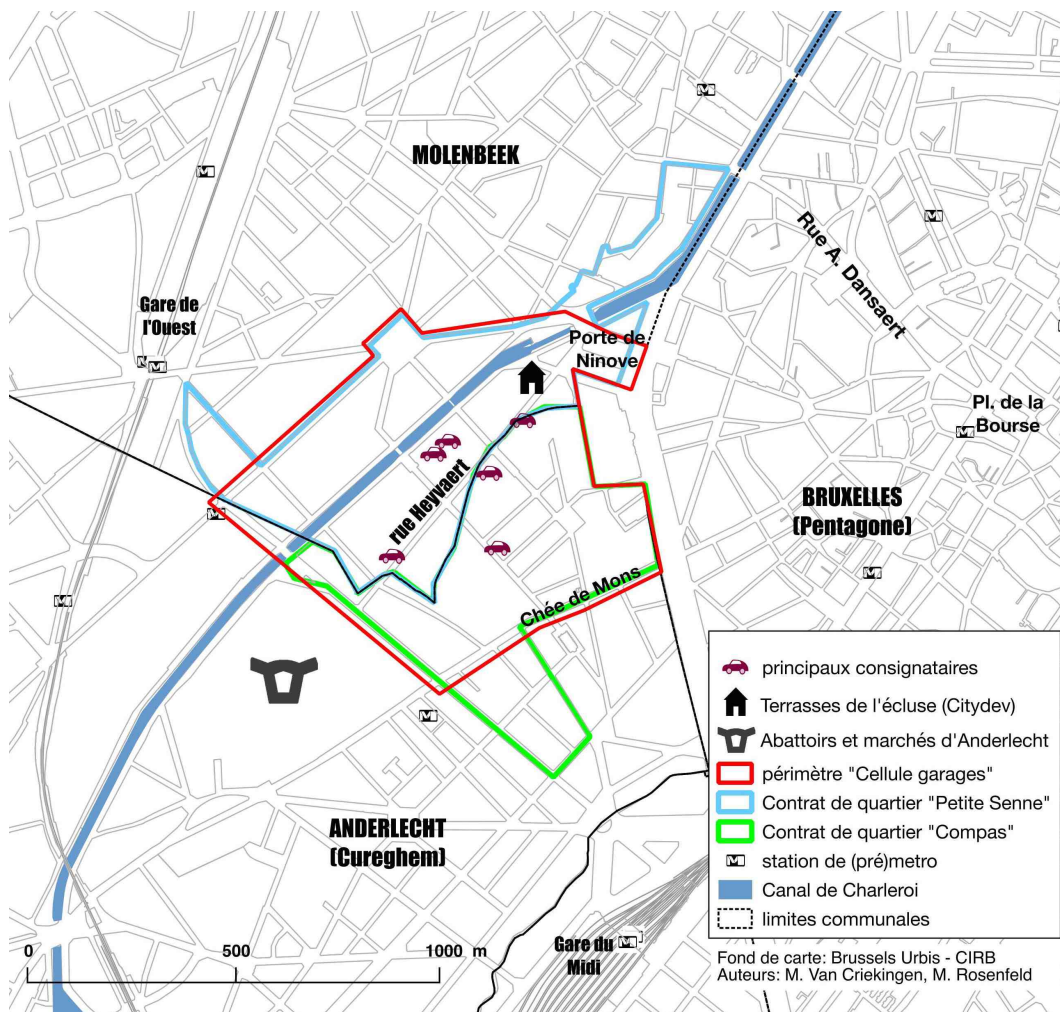 MOLENBEEK
Rue A. Dansaert
Gare de
l'Ouest
Porte de
Ninove
Pl. de la
Bourse
rue Heyvaert
BRUXELLES
(Pentagone)
Chée de Mons
ANDERLECHT
(Cureghem)
Gare du
Midi
0 500 1000 m
principaux consignataires
Terrasses de l'écluse (Citydev)
Abattoirs et marchés d'Anderlecht
périmètre "Cellule garages"
Contrat de quartier "Petite Senne"
Contrat de quartier "Compas"
M station de (pré)metro
Canal de Charleroi
limites communales
Fond de carte: Brussels Urbis - CIRB
Auteurs: M. Van Criekingen, M. Rosenfeld